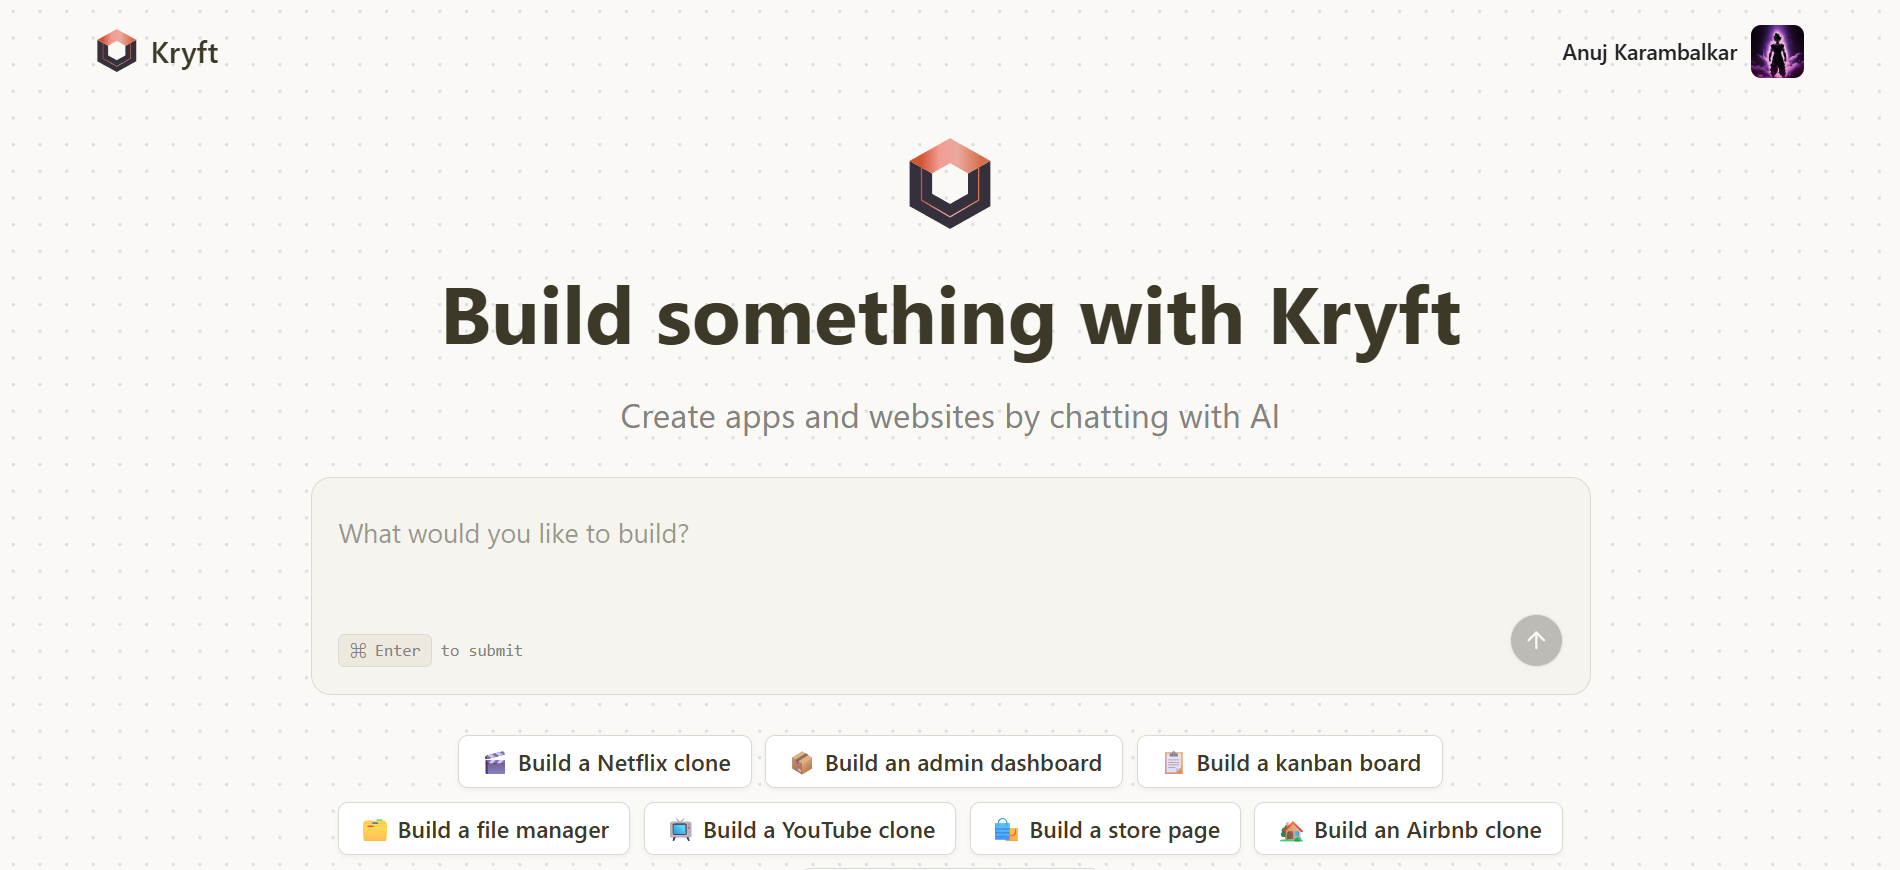 Kryft
Anuj Karambalkar
Build something with Kryft
Create apps and websites by chatting with AI
What would you like to build?
⌘ Enter to submit
🎬 Build a Netflix clone
📦 Build an admin dashboard
📋 Build a kanban board
🗂️ Build a file manager
📺 Build a YouTube clone
🛍️ Build a store page
🏡 Build an Airbnb clone